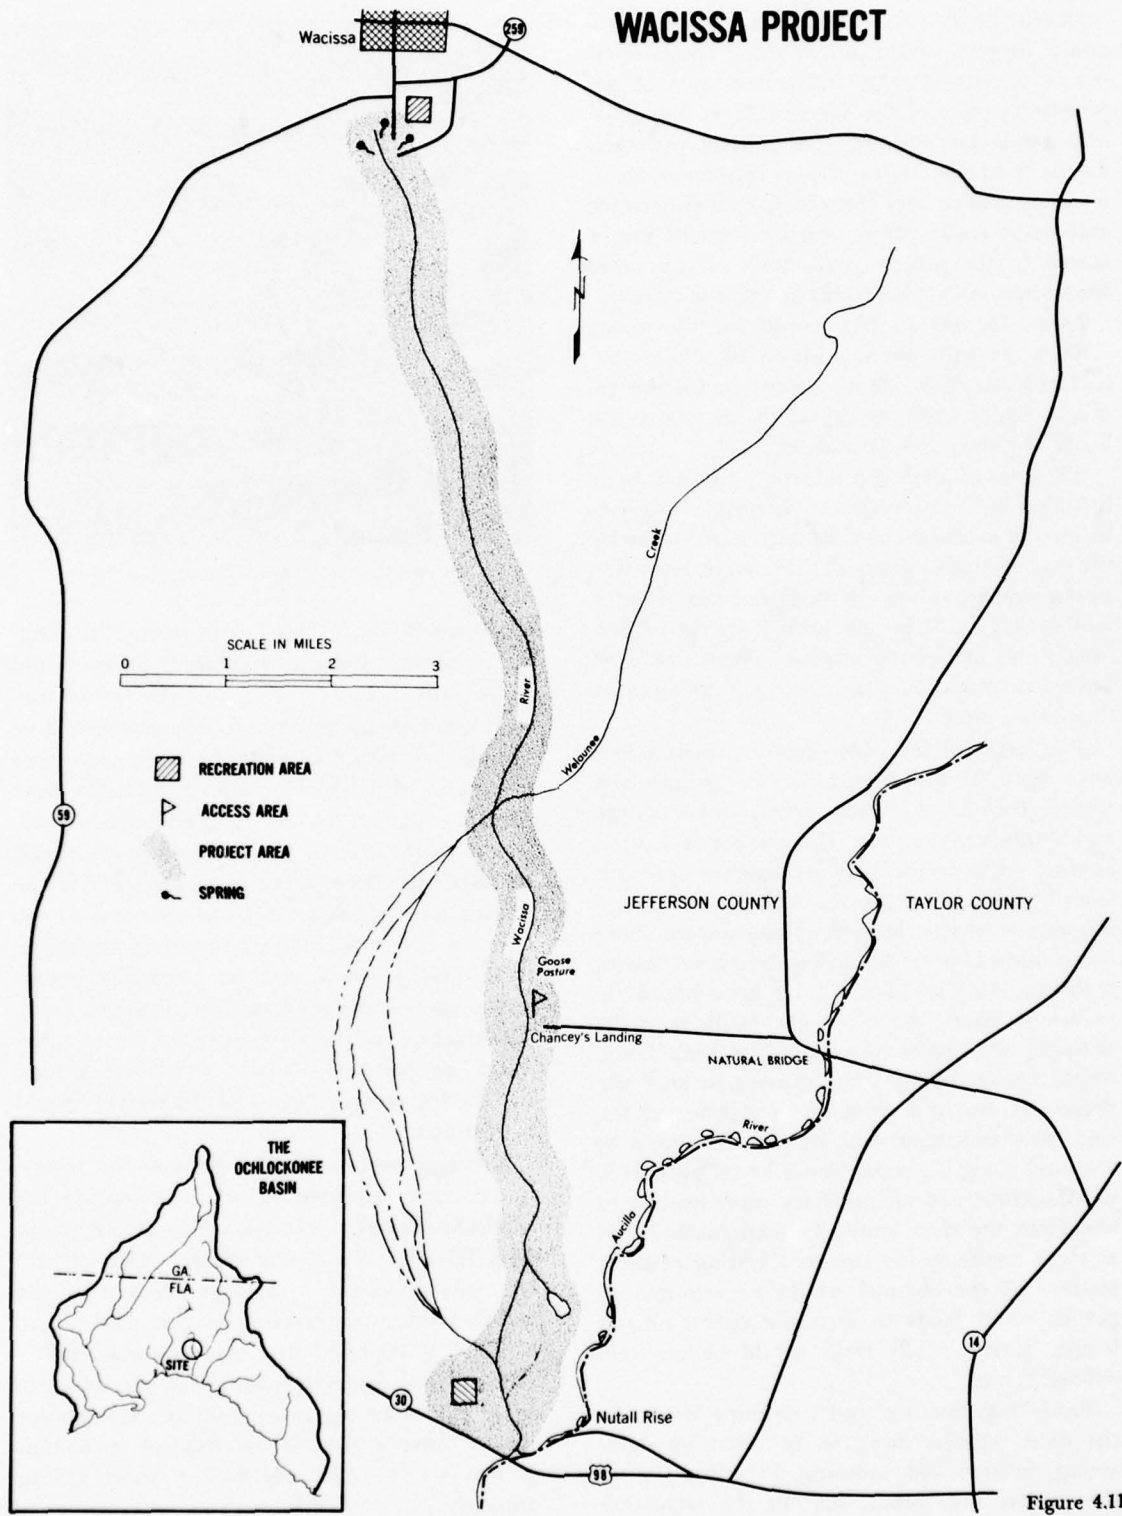 WACISSA PROJECT
Wacissa
259
N
Creek
SCALE IN MILES
0 1 2 3
River
Welaunee
RECREATION AREA
ACCESS AREA
PROJECT AREA
SPRING
59
Wacissa
JEFFERSON COUNTY
TAYLOR COUNTY
Goose
Pasture
Chancey's Landing
NATURAL BRIDGE
River
Aucilla
THE
OCHLOCKONEE
BASIN
GA.
FLA.
SITE
14
30
Nutall Rise
98
Figure 4.11